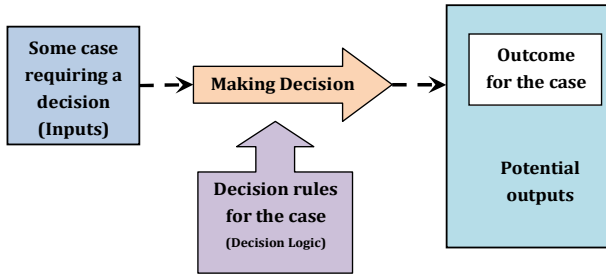 Some case
requiring a
decision
(Inputs)
Making Decision
Decision rules
for the case
(Decision Logic)
Outcome
for the case
Potential
outputs